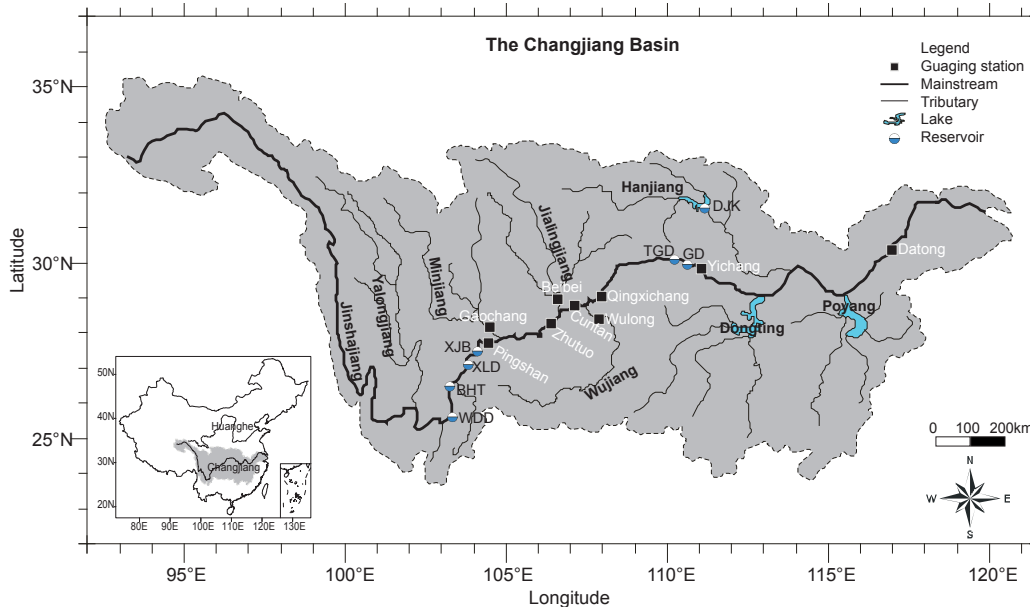 The Changjiang Basin
Legend
Guaging station
Mainstream
Tributary
Lake
Reservoir
35°N
30°N
25°N
Latitude
Hanjiang
DJK
Jialingjiang
TGD
GD
Yichang
Datong
Yalongjiang
Minjiang
Beibei
Qingxichang
Poyang
Jinshajiang
Gaochang
Cuntan
Wulong
Dongting
Zhutuo
XJB
Pingshan
XLD
Wujiang
BHT
WDD
0 100 200km
N
W E
S
50N
40N
30N
20N
Huanghe
Changjiang
80E 90E 100E 110E 120E 130E
95°E 100°E 105°E 110°E 115°E 120°E
Longitude